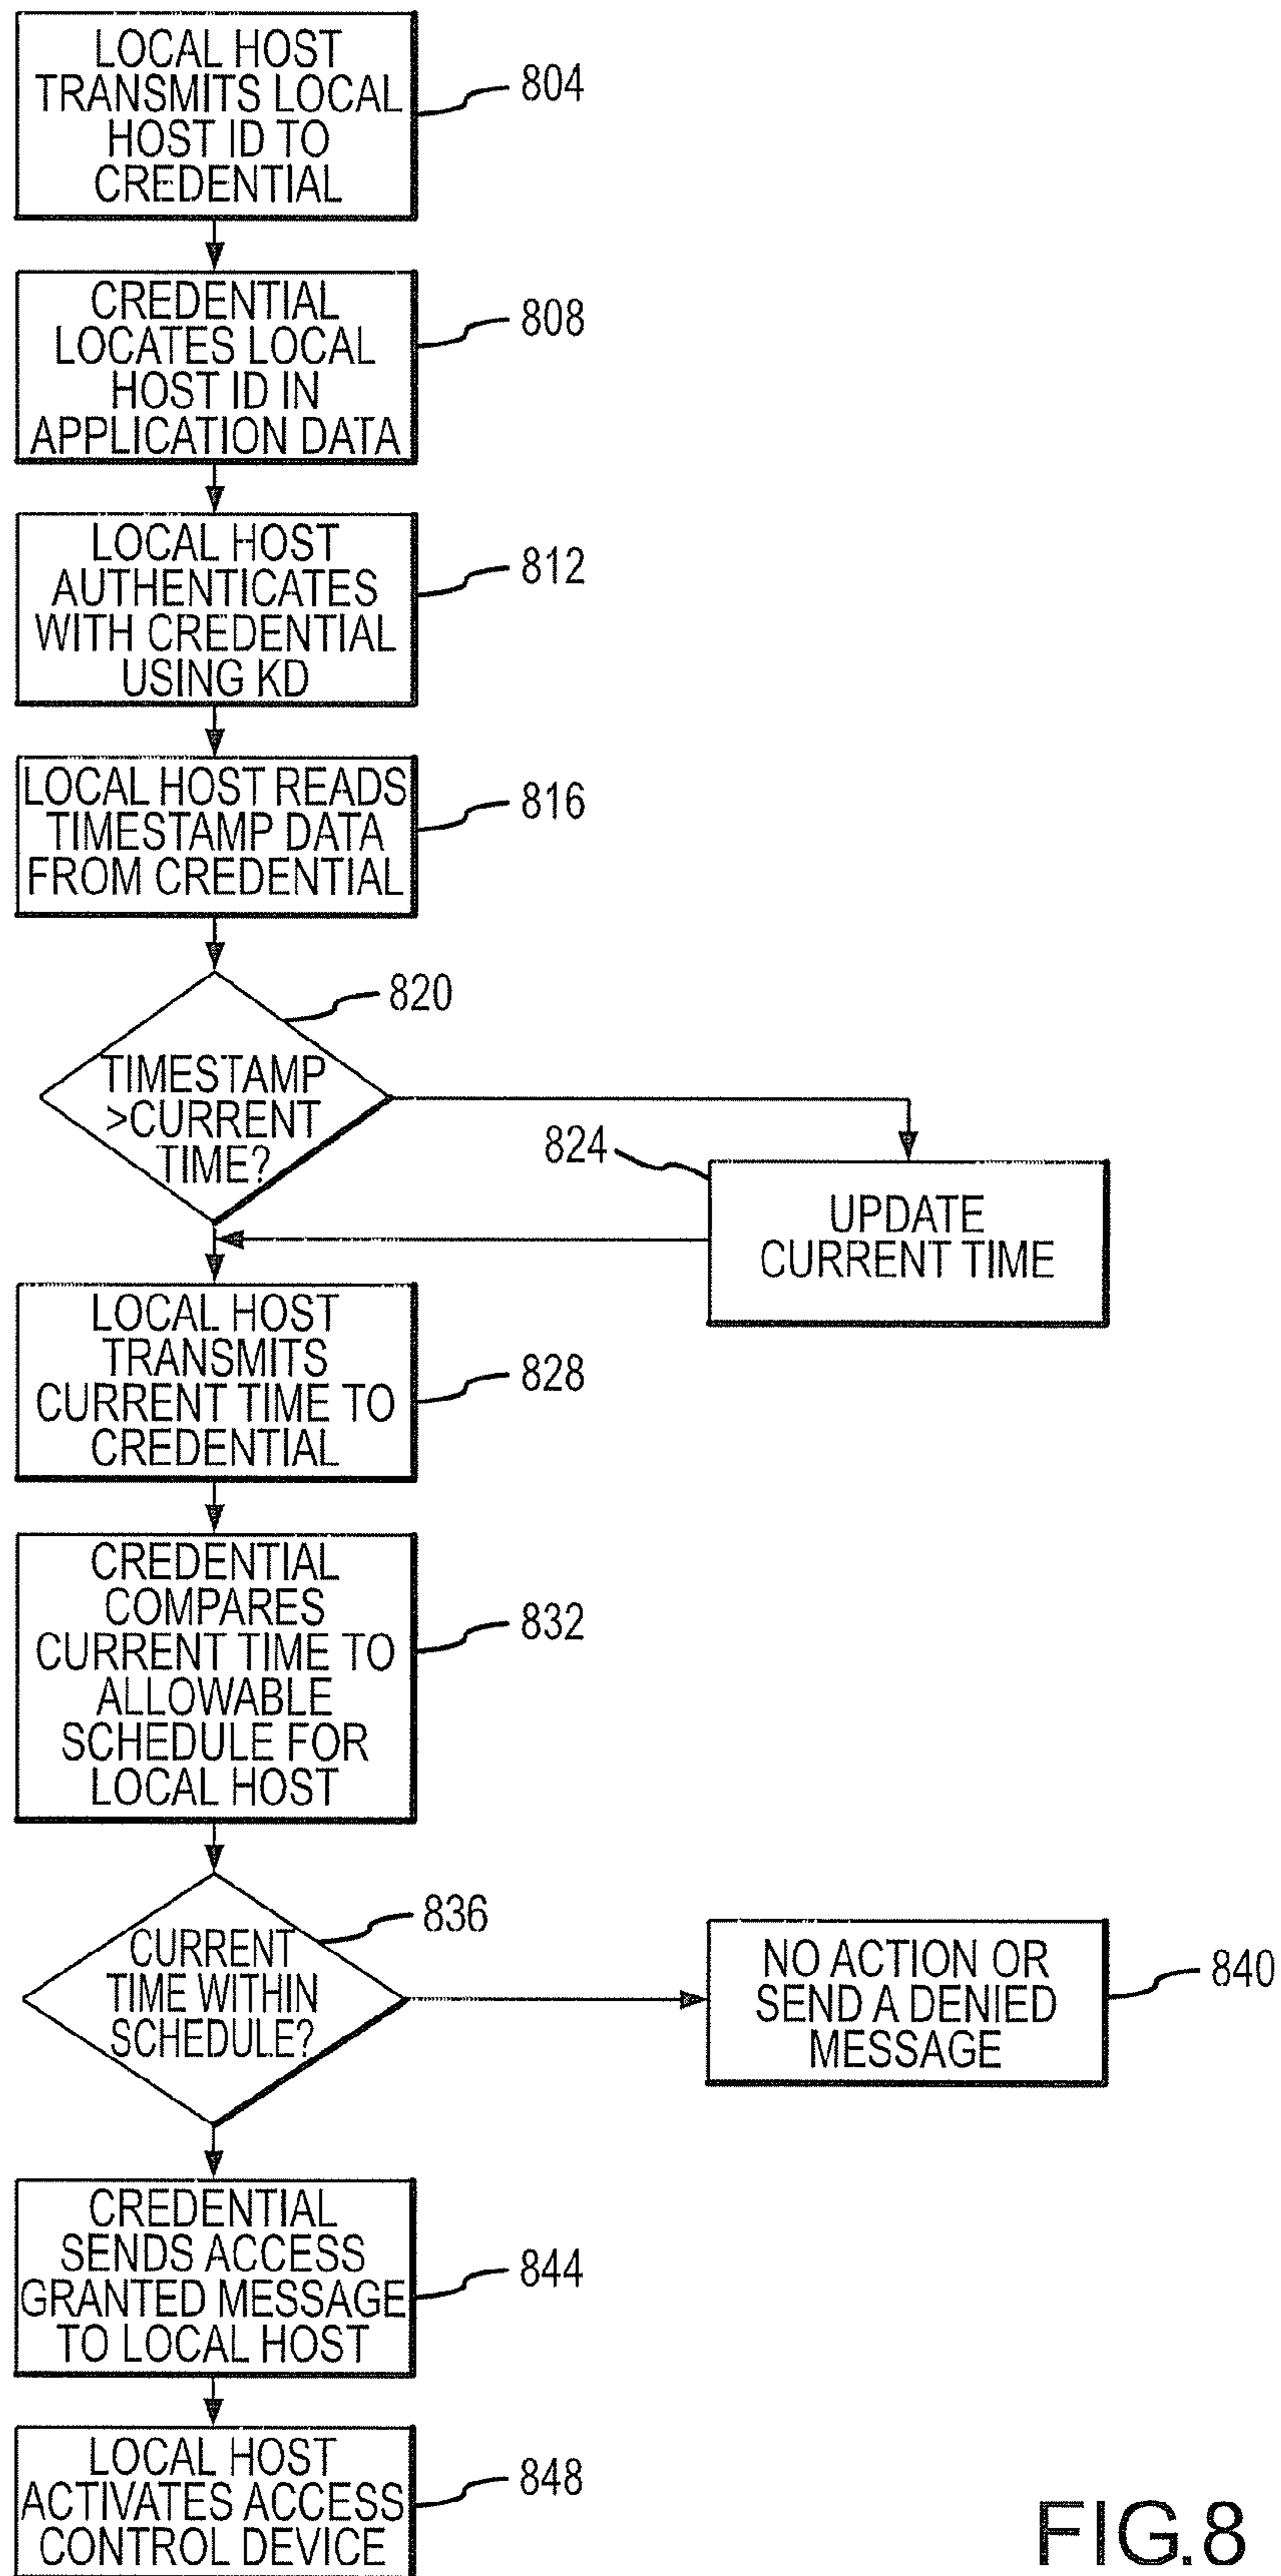 LOCAL HOST
TRANSMITS LOCAL
HOST ID TO
CREDENTIAL
804
CREDENTIAL
LOCATES LOCAL
HOST ID IN
APPLICATION DATA
808
LOCAL HOST
AUTHENTICATES
WITH CREDENTIAL
USING KD
812
LOCAL HOST READS
TIMESTAMP DATA
FROM CREDENTIAL
816
820
TIMESTAMP
>CURRENT
TIME?
824
UPDATE
CURRENT TIME
LOCAL HOST
TRANSMITS
CURRENT TIME TO
CREDENTIAL
828
CREDENTIAL
COMPARES
CURRENT TIME TO
ALLOWABLE
SCHEDULE FOR
LOCAL HOST
832
836
CURRENT
TIME WITHIN
SCHEDULE?
NO ACTION OR
SEND A DENIED
MESSAGE
840
CREDENTIAL
SENDS ACCESS
GRANTED MESSAGE
TO LOCAL HOST
844
LOCAL HOST
ACTIVATES ACCESS
CONTROL DEVICE
848
FIG.8